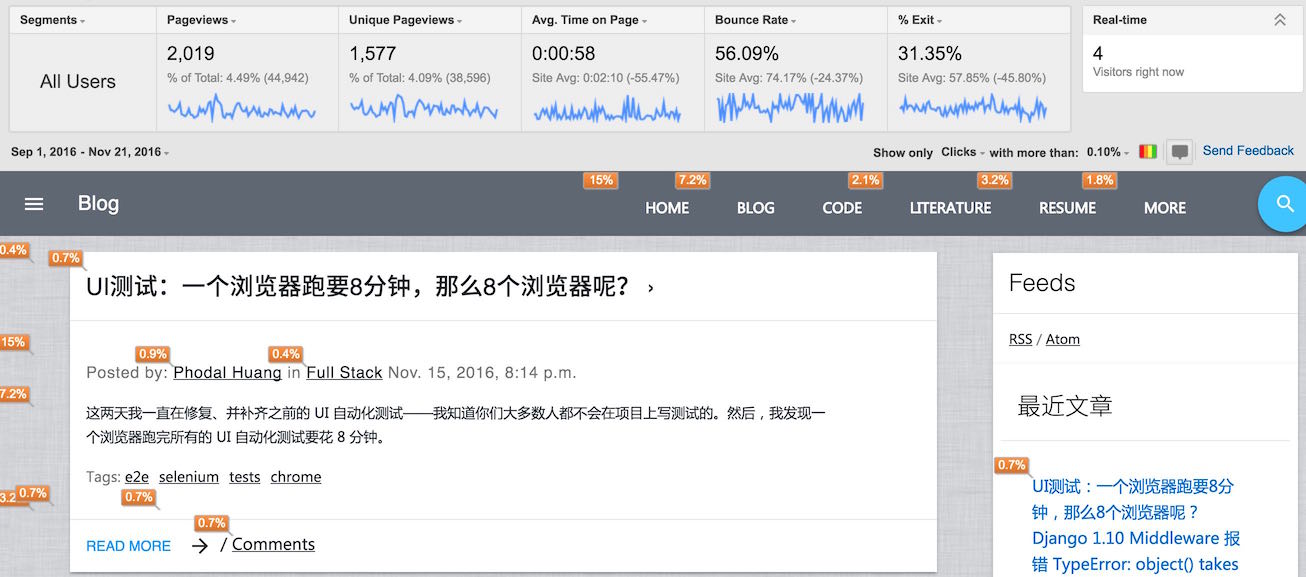 Segments
Pageviews
Unique Pageviews
Avg. Time on Page
Bounce Rate
% Exit
Real-time
All Users
2,019
% of Total: 4.49% (44,942)
1,577
% of Total: 4.09% (38,596)
0:00:58
Site Avg: 0:02:10 (-55.47%)
56.09%
Site Avg: 74.17% (-24.37%)
31.35%
Site Avg: 57.85% (-45.80%)
4
Visitors right now
Sep 1, 2016 - Nov 21, 2016
Show only Clicks with more than: 0.10%
Send Feedback
15%
7.2%
2.1%
3.2%
1.8%
Blog
HOME
BLOG
CODE
LITERATURE
RESUME
MORE
0.4%
0.7%
UI测试：一个浏览器跑要8分钟，那么8个浏览器呢？ ›
Feeds
RSS / Atom
15%
0.9%
0.4%
Posted by: Phodal Huang in Full Stack Nov. 15, 2016, 8:14 p.m.
7.2%
这两天我一直在修复、并补齐之前的 UI 自动化测试——我知道你们大多数人都不会在项目上写测试的。然后，我发现一
个浏览器跑完所有的 UI 自动化测试要花 8 分钟。
最近文章
Tags: e2e selenium tests chrome
3.2
0.7%
0.7%
0.7%
0.7%
READ MORE → / Comments
UI测试：一个浏览器跑要8分
钟，那么8个浏览器呢？
Django 1.10 Middleware 报
错 TypeError: object() takes